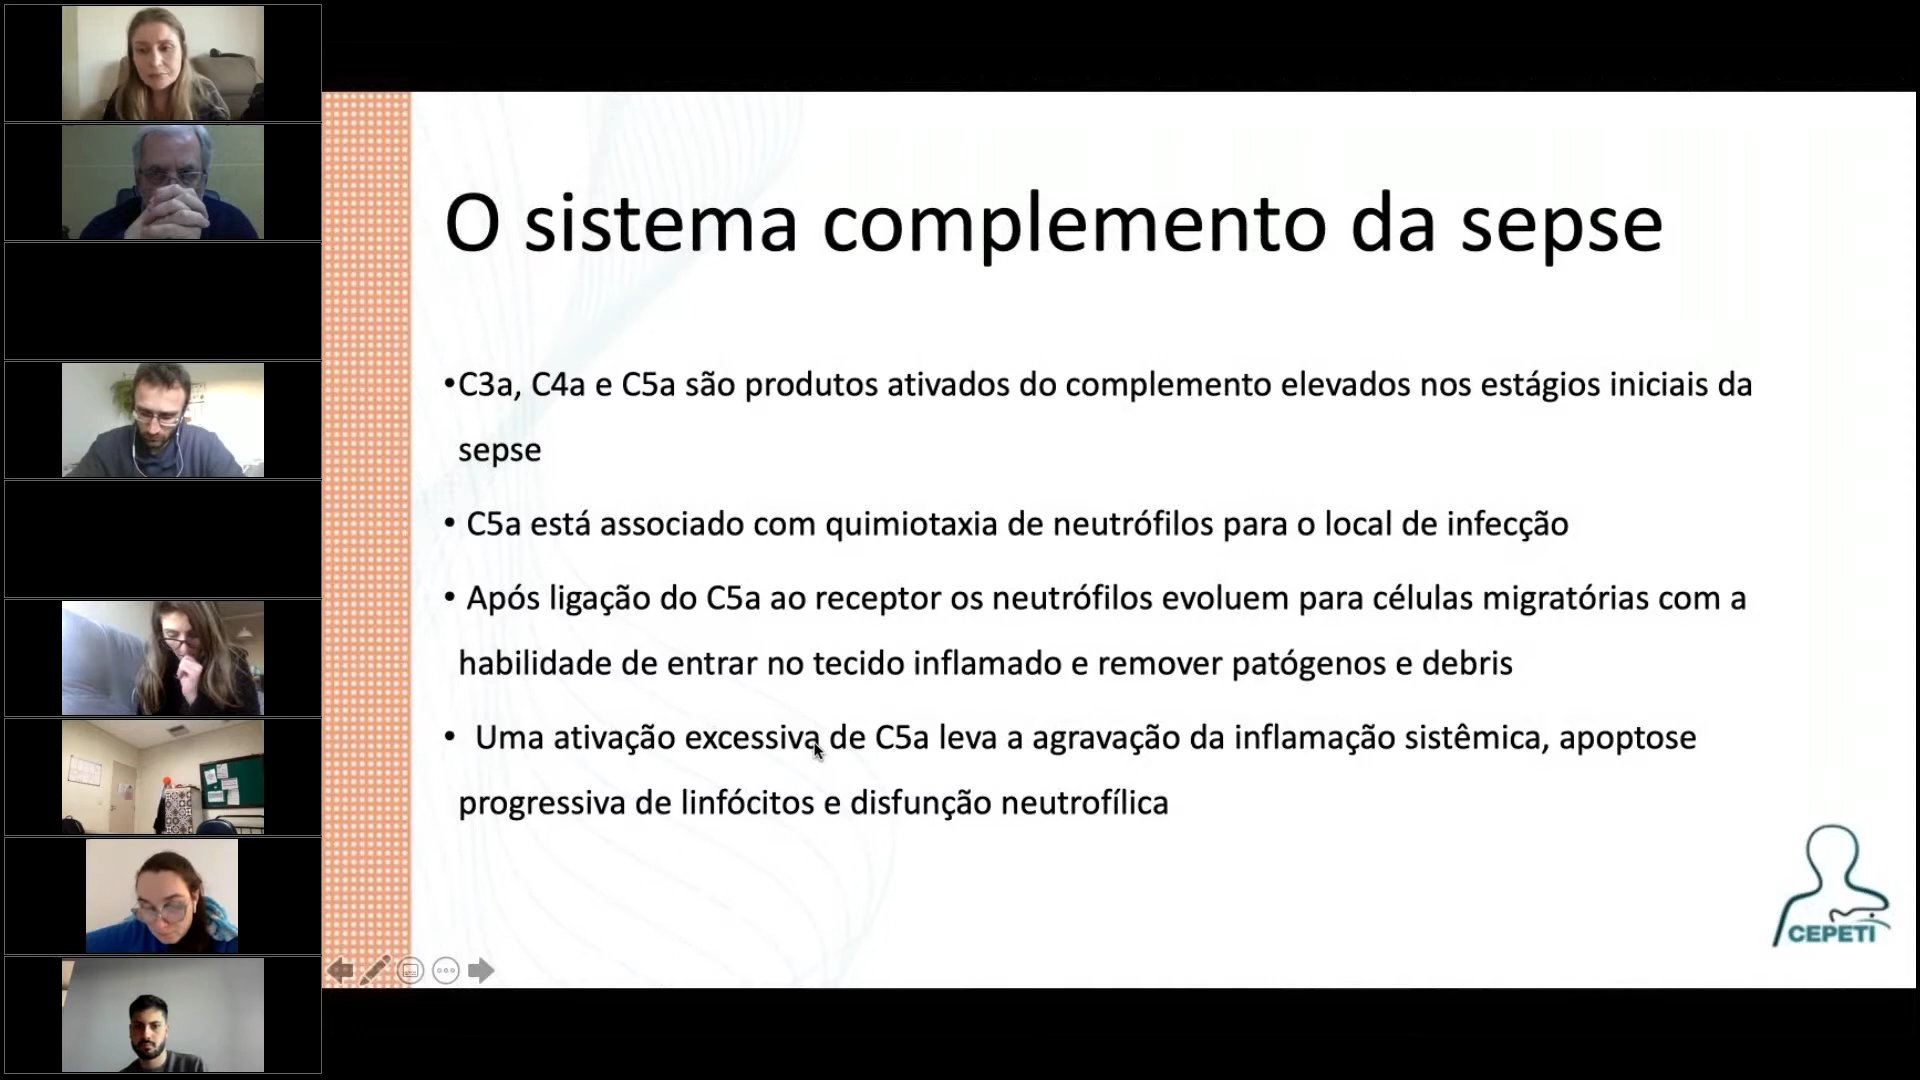 O sistema complemento da sepse
•C3a, C4a e C5a são produtos ativados do complemento elevados nos estágios iniciais da
sepse
• C5a está associado com quimiotaxia de neutrófilos para o local de infecção
• Após ligação do C5a ao receptor os neutrófilos evoluem para células migratórias com a
habilidade de entrar no tecido inflamado e remover patógenos e debris
• Uma ativação excessiva de C5a leva a agravação da inflamação sistêmica, apoptose
progressiva de linfócitos e disfunção neutrofílica
CEPETI